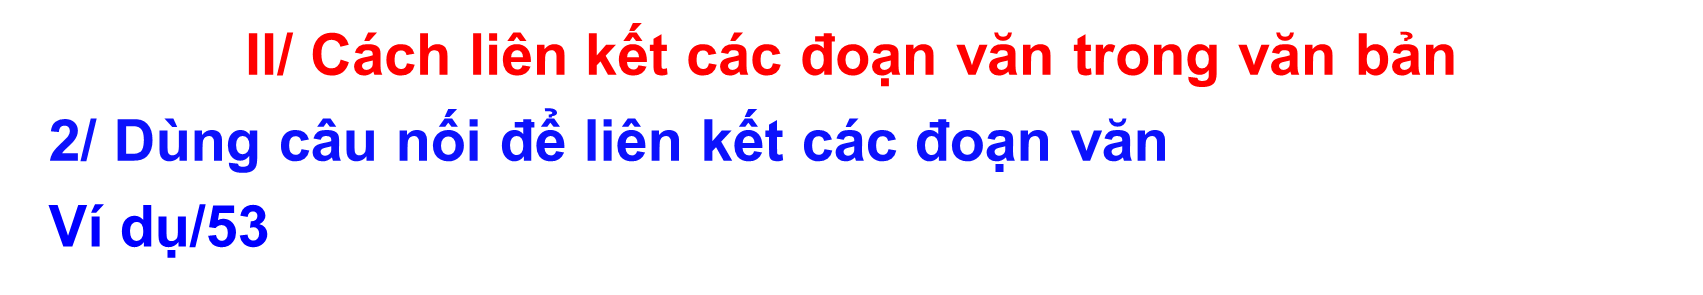 II/ Cách liên kết các đoạn văn trong văn bản
2/ Dùng câu nối để liên kết các đoạn văn
Ví dụ/53